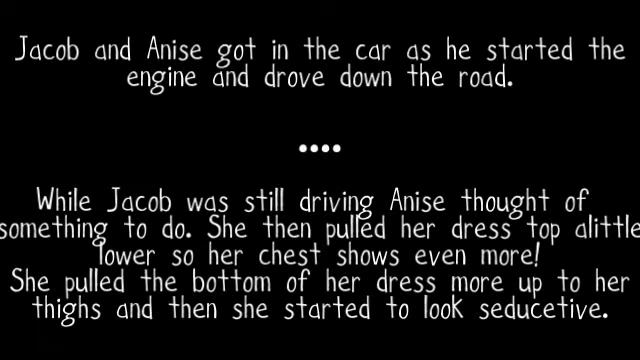 Jacob and Anise got in the car as he started the
engine and drove down the road.
....
While Jacob was still driving Anise thought of
something to do. She then pulled her dress top alittle
lower so her chest shows even more!
She pulled the bottom of her dress more up to her
thighs and then she started to look seducetive.